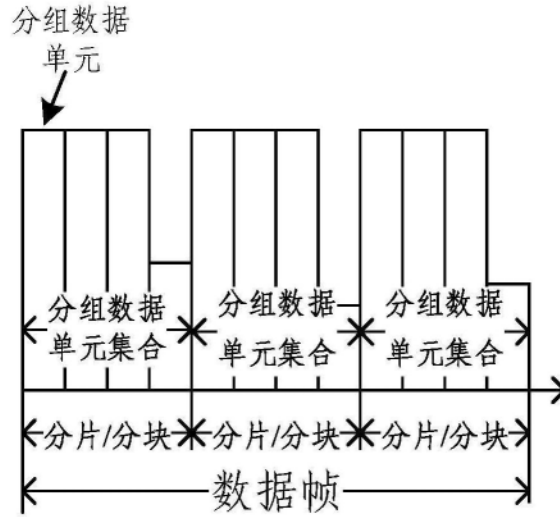 分组数据
单元
分组数据 分组数据 分组数据
单元集合 单元集合 单元集合
分片/分块 分片/分块 分片/分块
数据帧